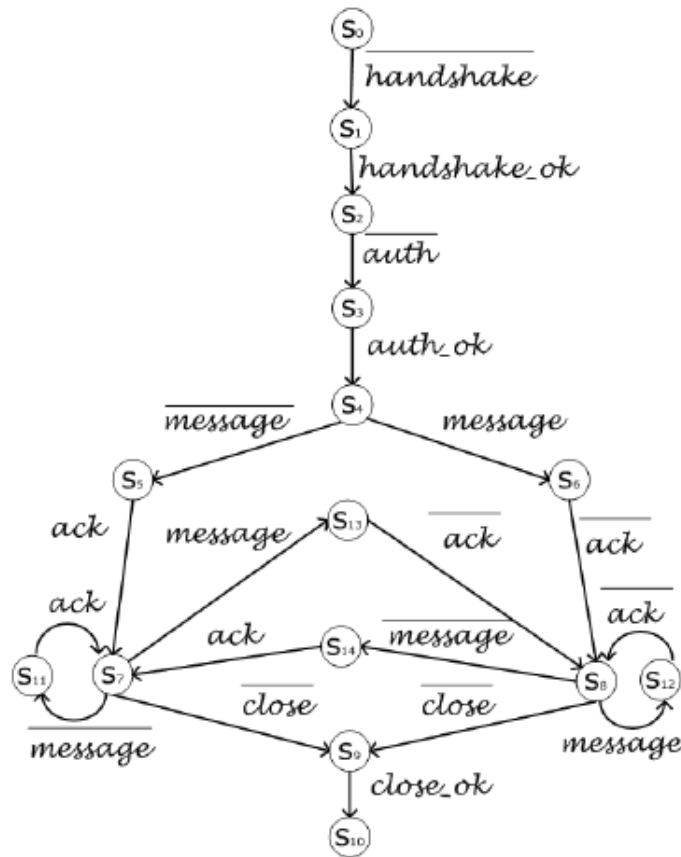 S0
handshake
S1
handshake_ok
S2
auth
S3
auth_ok
S4
message message
S5 S6
ack message S13 ack ack
ack ack message ack
S11 S7 S14 S8 S12
message close close message
S9
close_ok
S10